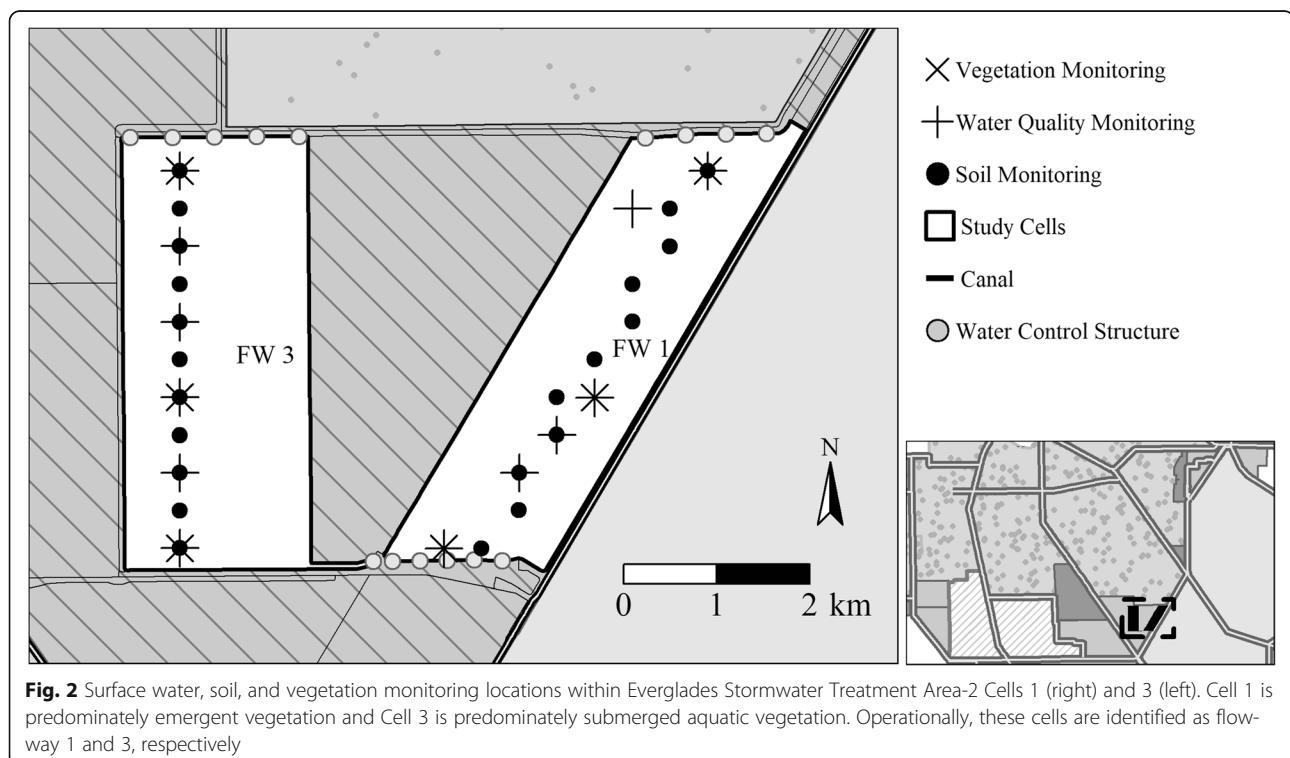 Vegetation Monitoring
Water Quality Monitoring
Soil Monitoring
Study Cells
Canal
Water Control Structure
FW 3
FW 1
N
0 1 2 km
Fig. 2 Surface water, soil, and vegetation monitoring locations within Everglades Stormwater Treatment Area-2 Cells 1 (right) and 3 (left). Cell 1 is
predominately emergent vegetation and Cell 3 is predominately submerged aquatic vegetation. Operationally, these cells are identified as flow-
way 1 and 3, respectively